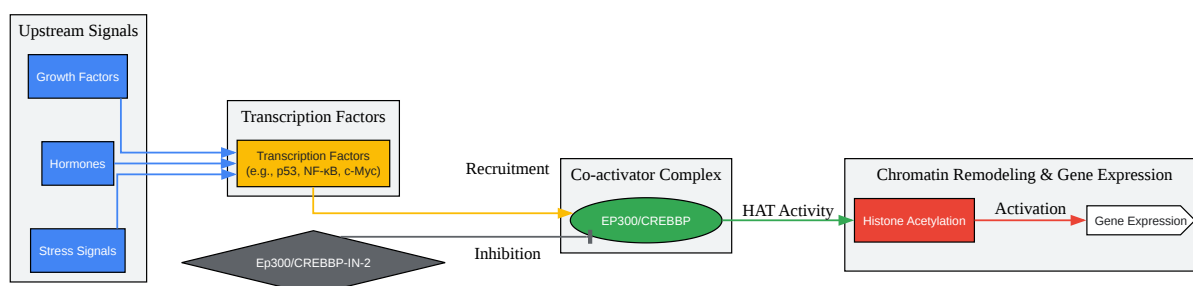 Upstream Signals
Growth Factors
Hormones
Stress Signals
Transcription Factors
Transcription Factors
(e.g., p53, NF-κB, c-Myc)
Ep300/CREBBP-IN-2
Recruitment
Inhibition
Co-activator Complex
EP300/CREBBP
HAT Activity
Chromatin Remodeling & Gene Expression
Histone Acetylation
Activation
Gene Expression